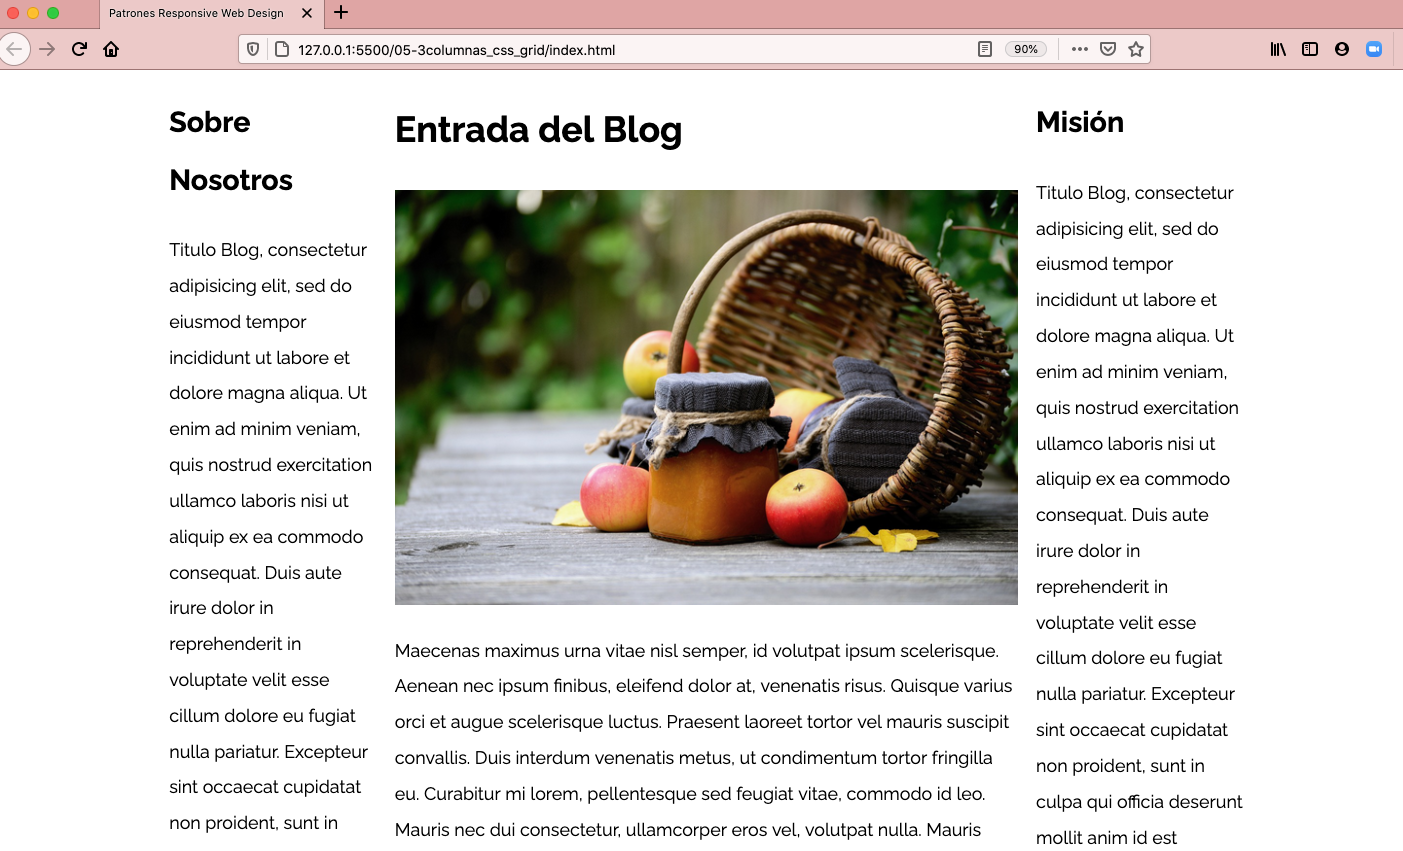 Patrones Responsive Web Design
127.0.0.1:5500/05-3columnas_css_grid/index.html
90%
Sobre
Nosotros
Titulo Blog, consectetur
adipisicing elit, sed do
eiusmod tempor
incididunt ut labore et
dolore magna aliqua. Ut
enim ad minim veniam,
quis nostrud exercitation
ullamco laboris nisi ut
aliquip ex ea commodo
consequat. Duis aute
irure dolor in
reprehenderit in
voluptate velit esse
cillum dolore eu fugiat
nulla pariatur. Excepteur
sint occaecat cupidatat
non proident, sunt in
Entrada del Blog
Maecenas maximus urna vitae nisl semper, id volutpat ipsum scelerisque.
Aenean nec ipsum finibus, eleifend dolor at, venenatis risus. Quisque varius
orci et augue scelerisque luctus. Praesent laoreet tortor vel mauris suscipit
convallis. Duis interdum venenatis metus, ut condimentum tortor fringilla
eu. Curabitur mi lorem, pellentesque sed feugiat vitae, commodo id leo.
Mauris nec dui consectetur, ullamcorper eros vel, volutpat nulla. Mauris
Misión
Titulo Blog, consectetur
adipisicing elit, sed do
eiusmod tempor
incididunt ut labore et
dolore magna aliqua. Ut
enim ad minim veniam,
quis nostrud exercitation
ullamco laboris nisi ut
aliquip ex ea commodo
consequat. Duis aute
irure dolor in
reprehenderit in
voluptate velit esse
cillum dolore eu fugiat
nulla pariatur. Excepteur
sint occaecat cupidatat
non proident, sunt in
culpa qui officia deserunt
mollit anim id est